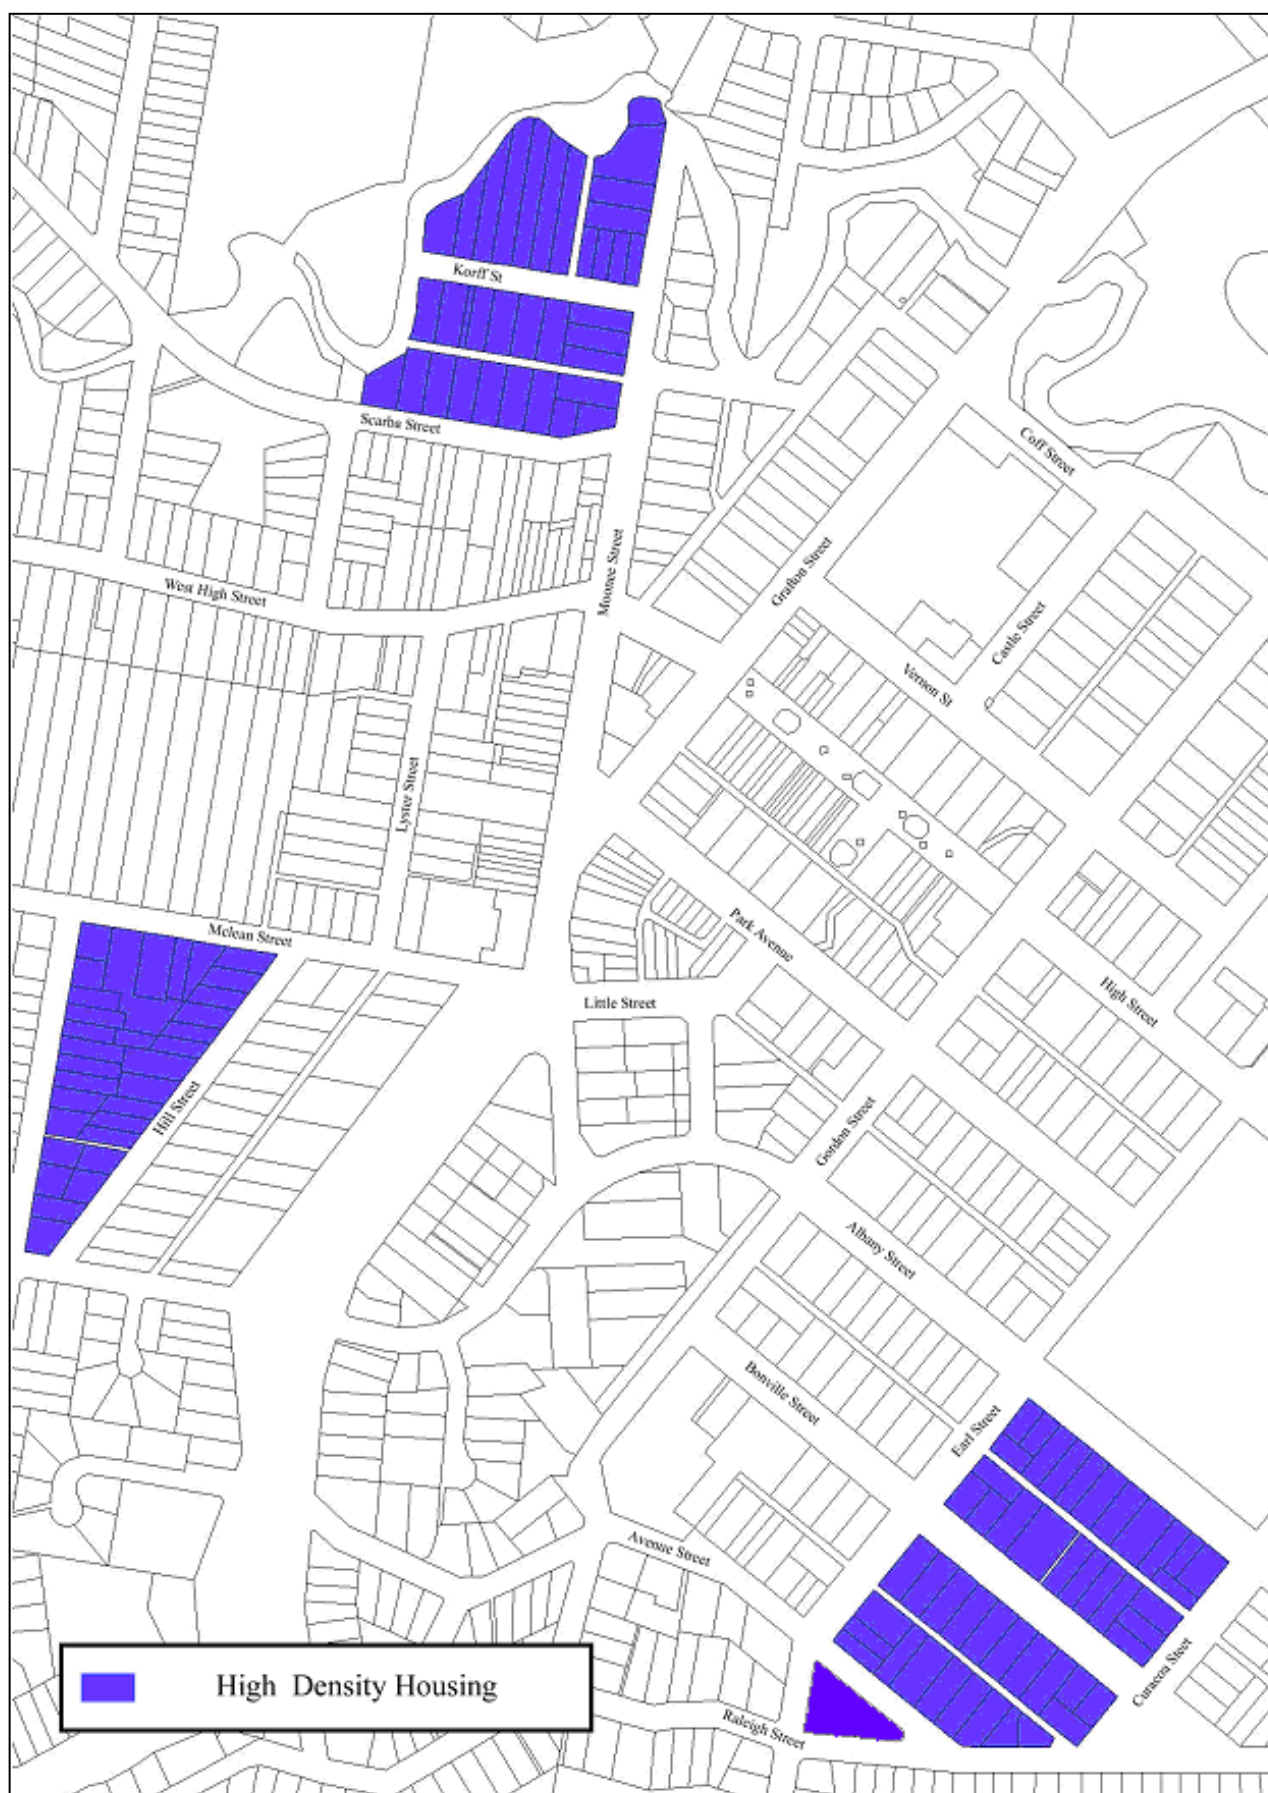 Korff St
Scarba Street
Coff Street
Moonee Street
Grafton Street
West High Street
Castle Street
Vernon St
Lyster Street
Park Avenue
Mclean Street
High Street
Little Street
Hill Street
Gordon Street
Albany Street
Bonville Street
Earl Street
Avenue Street
Curacoa Steet
Raleigh Street
High Density Housing